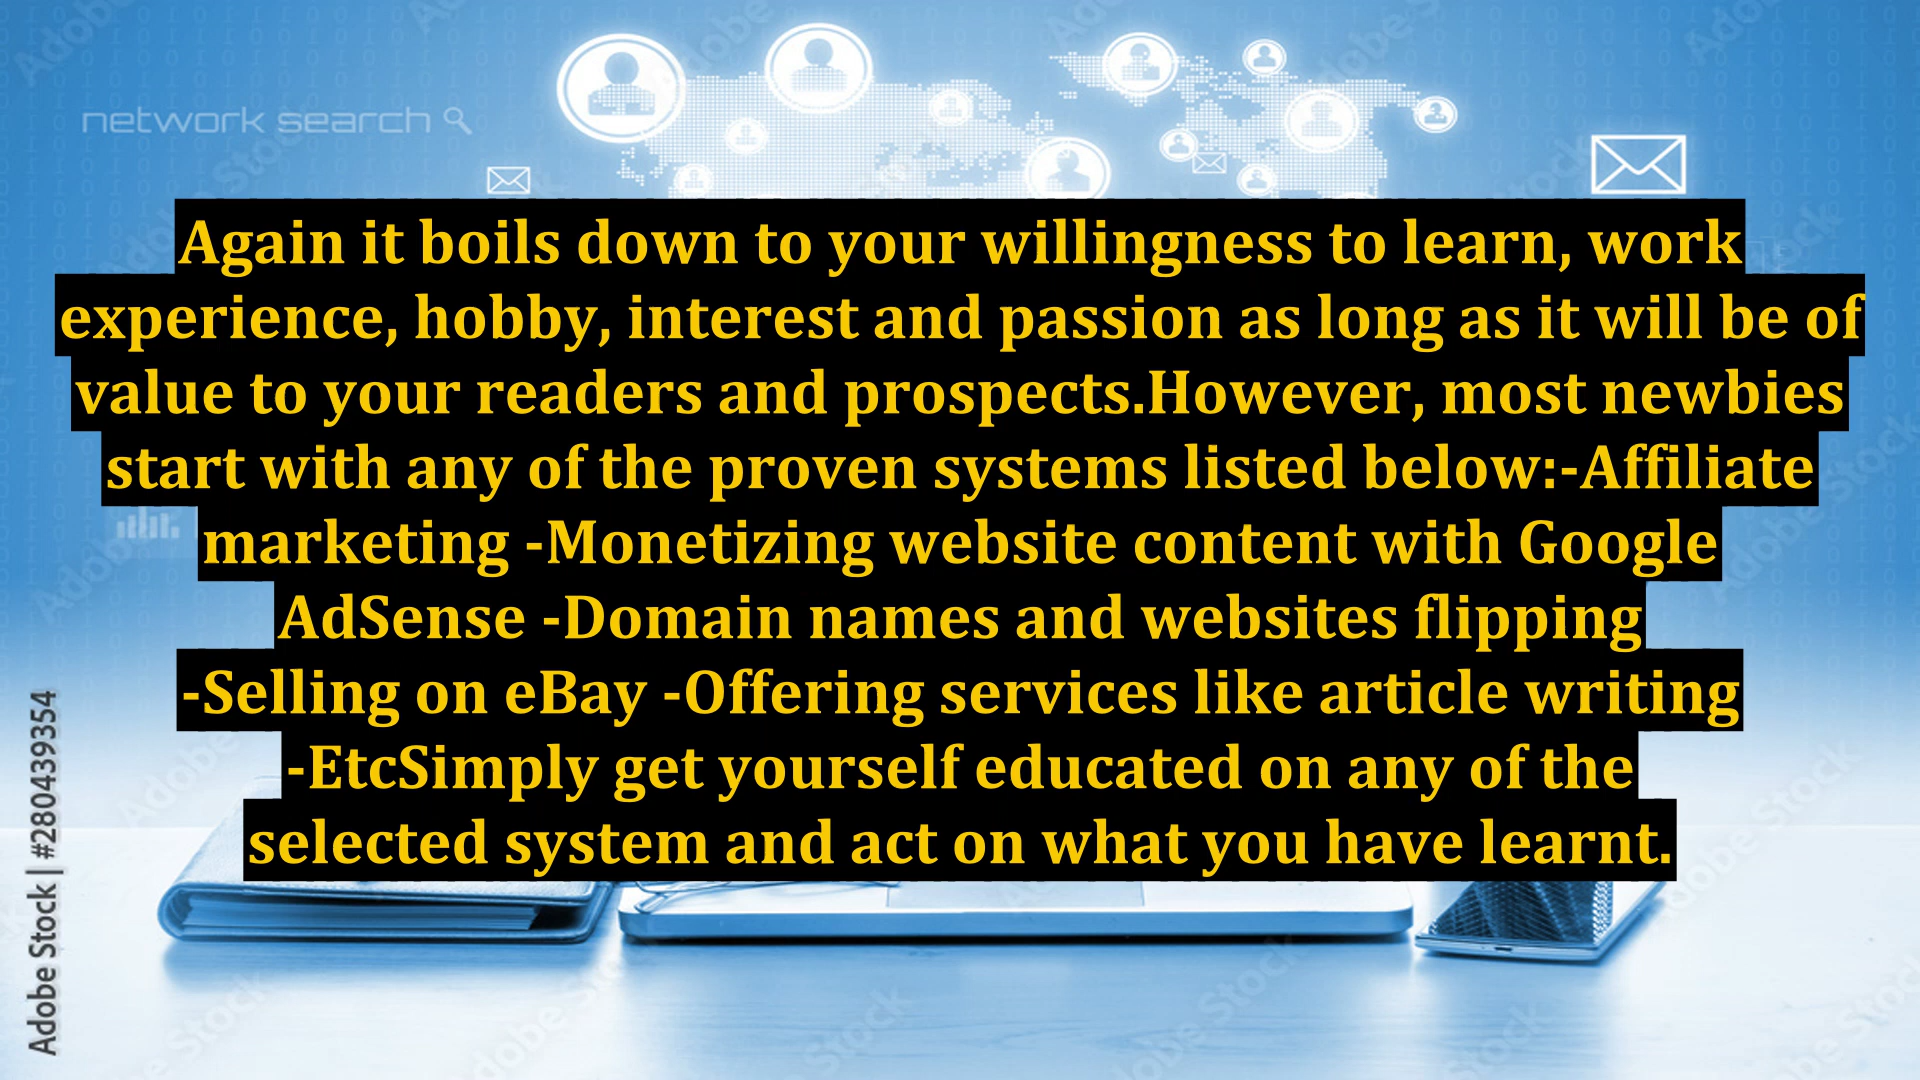 network search
Again it boils down to your willingness to learn, work
experience, hobby, interest and passion as long as it will be of
value to your readers and prospects.However, most newbies
start with any of the proven systems listed below:-Affiliate
marketing -Monetizing website content with Google
AdSense -Domain names and websites flipping
-Selling on eBay -Offering services like article writing
-EtcSimply get yourself educated on any of the
selected system and act on what you have learnt.
Adobe Stock | #280439354